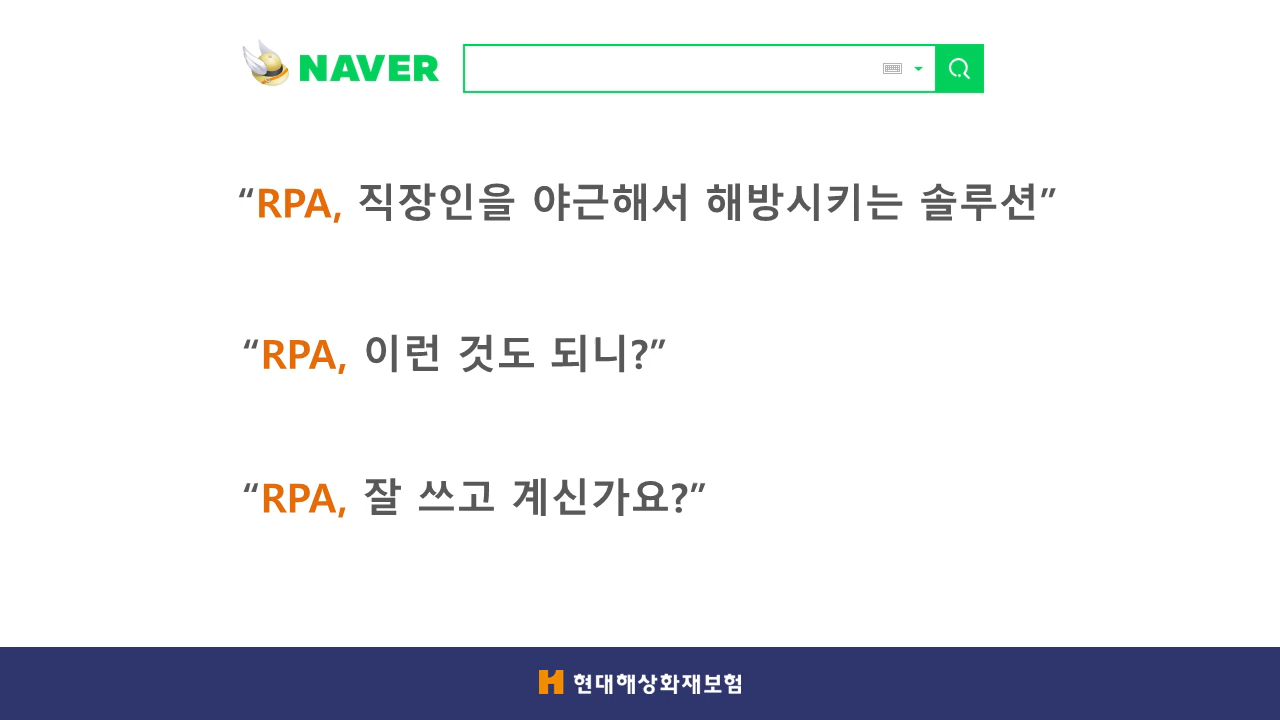 NAVER
“RPA, 직장인을 야근해서 해방시키는 솔루션”
“RPA, 이런 것도 되니?”
“RPA, 잘 쓰고 계신가요?”
현대해상화재보험